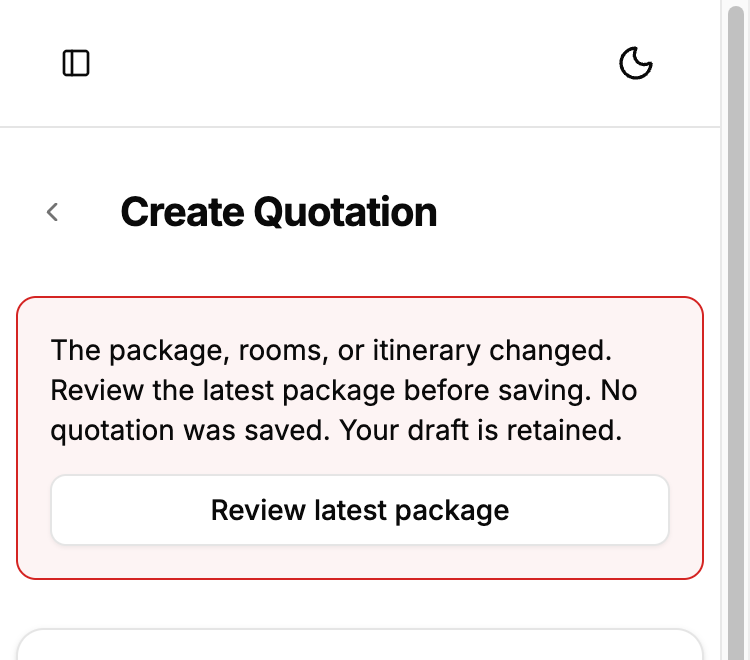 Create Quotation
The package, rooms, or itinerary changed.
Review the latest package before saving. No
quotation was saved. Your draft is retained.
Review latest package